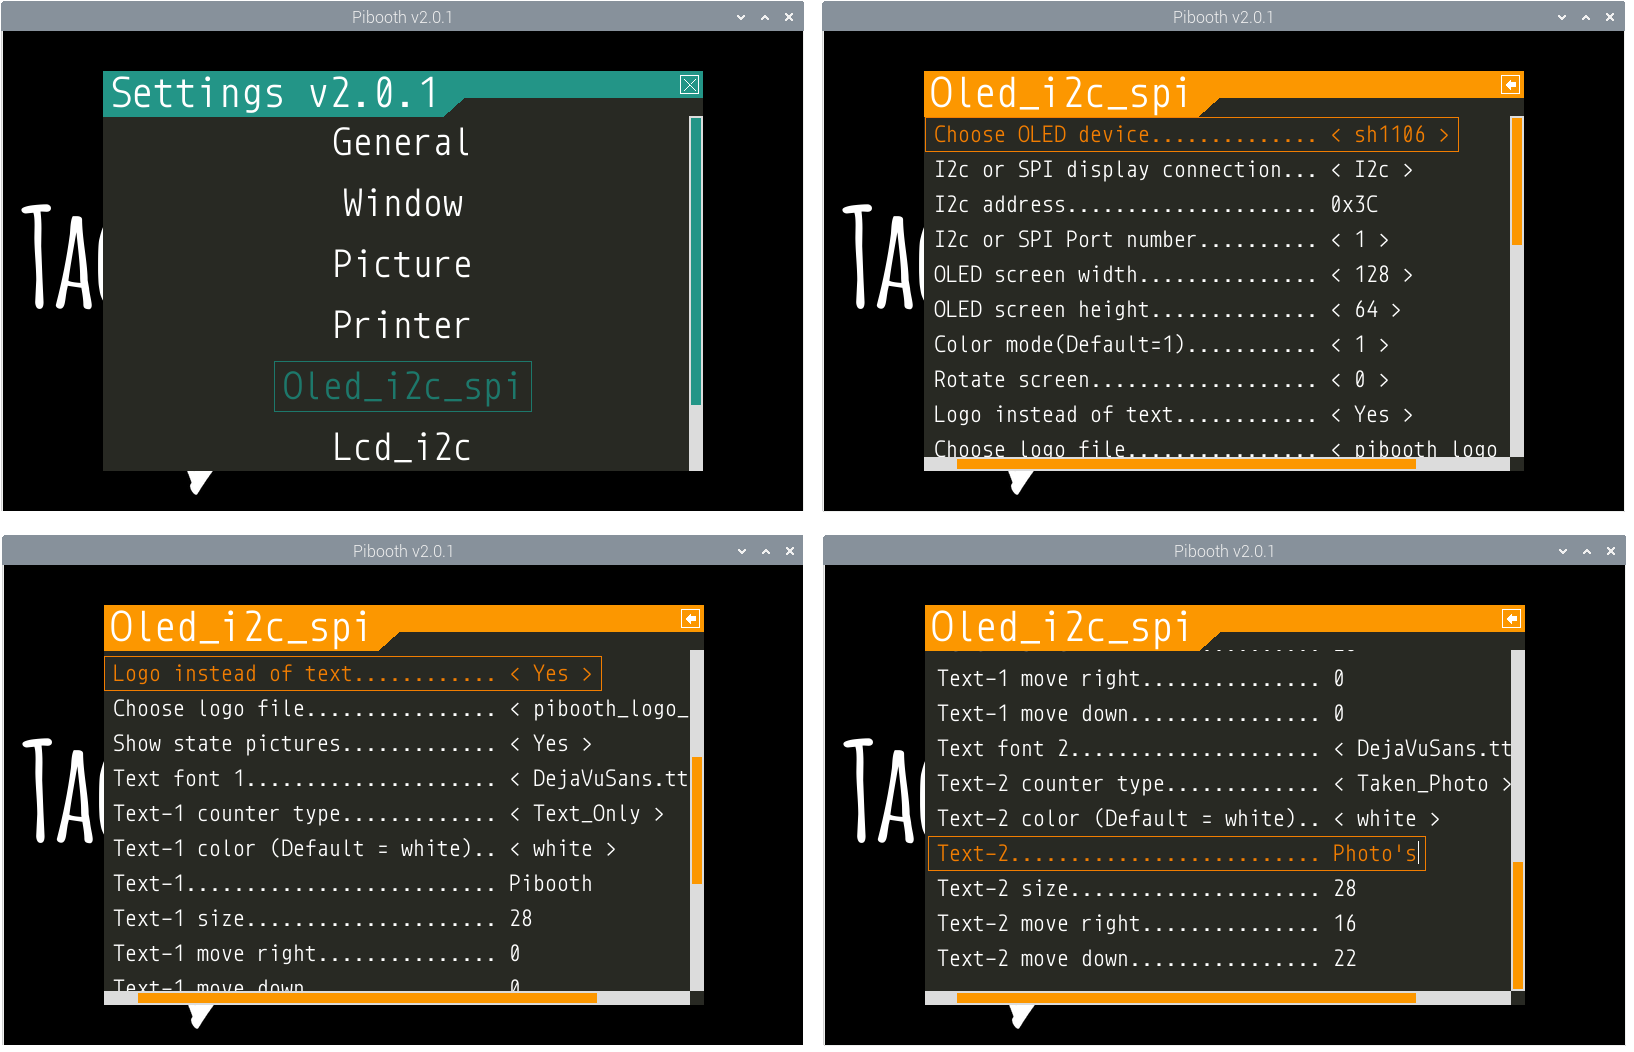 Pibooth v2.0.1
Settings v2.0.1
General
Window
Picture
Printer
Oled_i2c_spi
Lcd_i2c
TA
Pibooth v2.0.1
Oled_i2c_spi
Choose OLED device.............. < sh1106 >
I2c or SPI display connection... < I2c >
I2c address..................... 0x3C
I2c or SPI Port number.......... < 1 >
OLED screen width............... < 128 >
OLED screen height.............. < 64 >
Color mode(Default=1)........... < 1 >
Rotate screen................... < 0 >
Logo instead of text............ < Yes >
Choose logo file................ < pibooth_logo_
TA
Pibooth v2.0.1
Oled_i2c_spi
Logo instead of text............ < Yes >
Choose logo file................ < pibooth_logo_
Show state pictures............. < Yes >
Text font 1..................... < DejaVuSans.tt
Text-1 counter type............. < Text_Only >
Text-1 color (Default = white).. < white >
Text-1.......................... Pibooth
Text-1 size..................... 28
Text-1 move right............... 0
Text-1 move down................ 0
TA
Pibooth v2.0.1
Oled_i2c_spi
Text-1 move right............... 0
Text-1 move down................ 0
Text font 2..................... < DejaVuSans.tt
Text-2 counter type............. < Taken_Photo >
Text-2 color (Default = white).. < white >
Text-2.......................... Photo's
Text-2 size..................... 28
Text-2 move right............... 16
Text-2 move down................ 22
TA